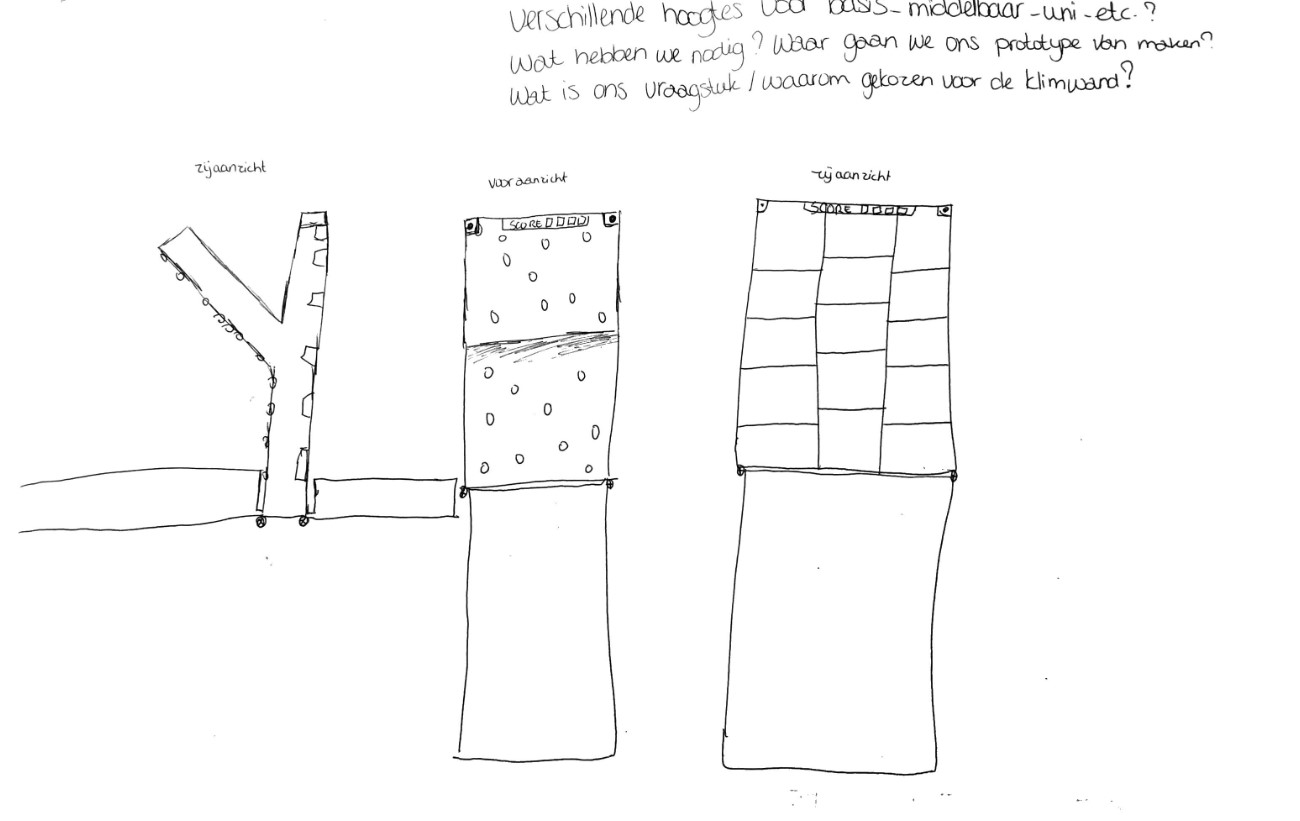 Verschillende hoogtes voor basis-middelbaar-uni-etc.?
Wat hebben we nodig? Waar gaan we ons prototype van maken?
Wat is ons vraagstuk/waarom gekozen voor de klimwand?
zijaanzicht
vooraanzicht
zijaanzicht
SCORE
SCORE